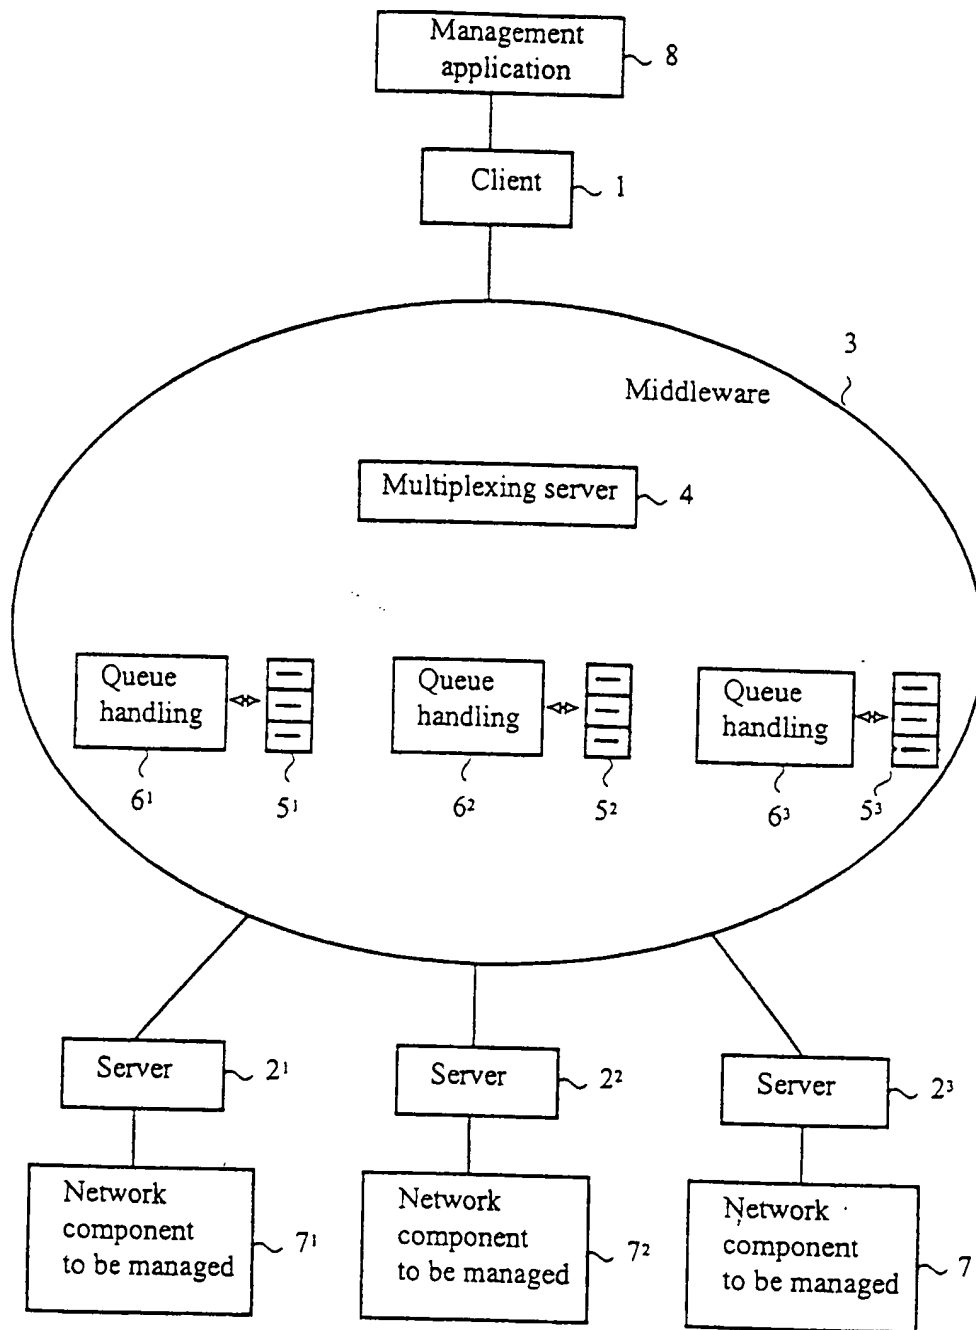 Management
application
8
Client
1
3
Middleware
Multiplexing server
4
Queue
handling
Queue
handling
Queue
handling
6¹
5¹
6²
5²
6³
5³
Server
2¹
Server
2²
Server
2³
Network
component
to be managed
7¹
Network
component
to be managed
7²
Network
component
to be managed
7